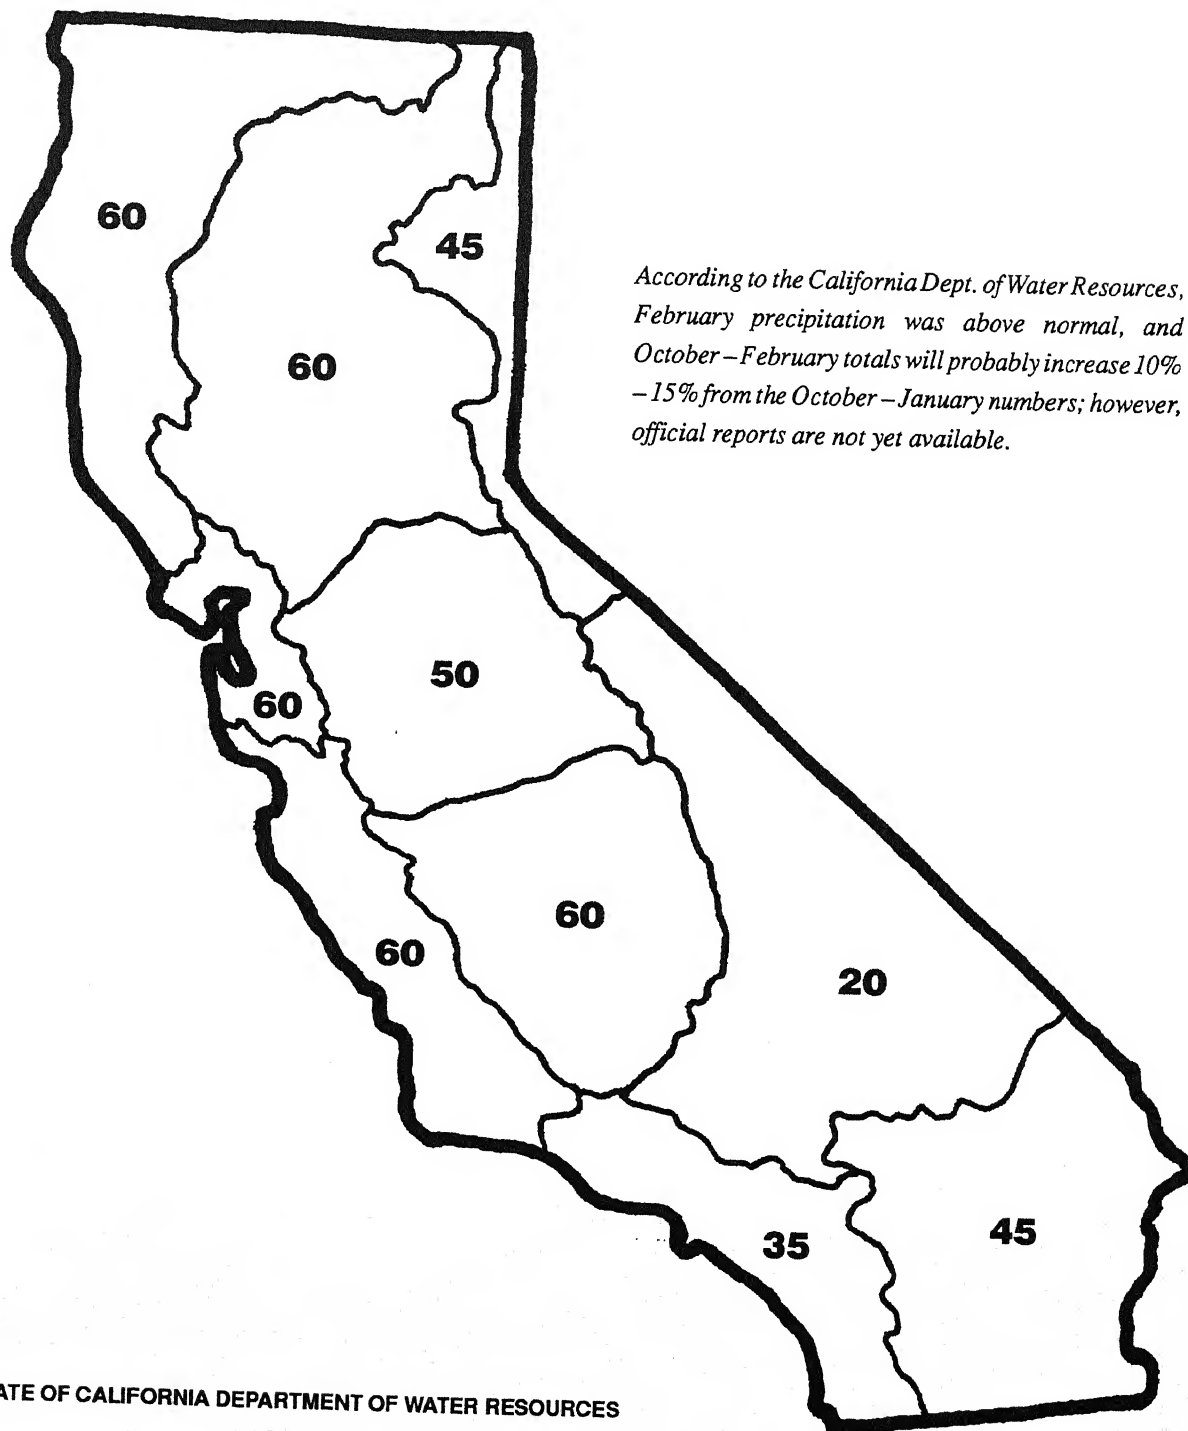 60
45
According to the California Dept. of Water Resources,
February precipitation was above normal, and
October – February totals will probably increase 10%
– 15% from the October – January numbers; however,
official reports are not yet available.
60
50
60
60
60
20
35
45
ATE OF CALIFORNIA DEPARTMENT OF WATER RESOURCES